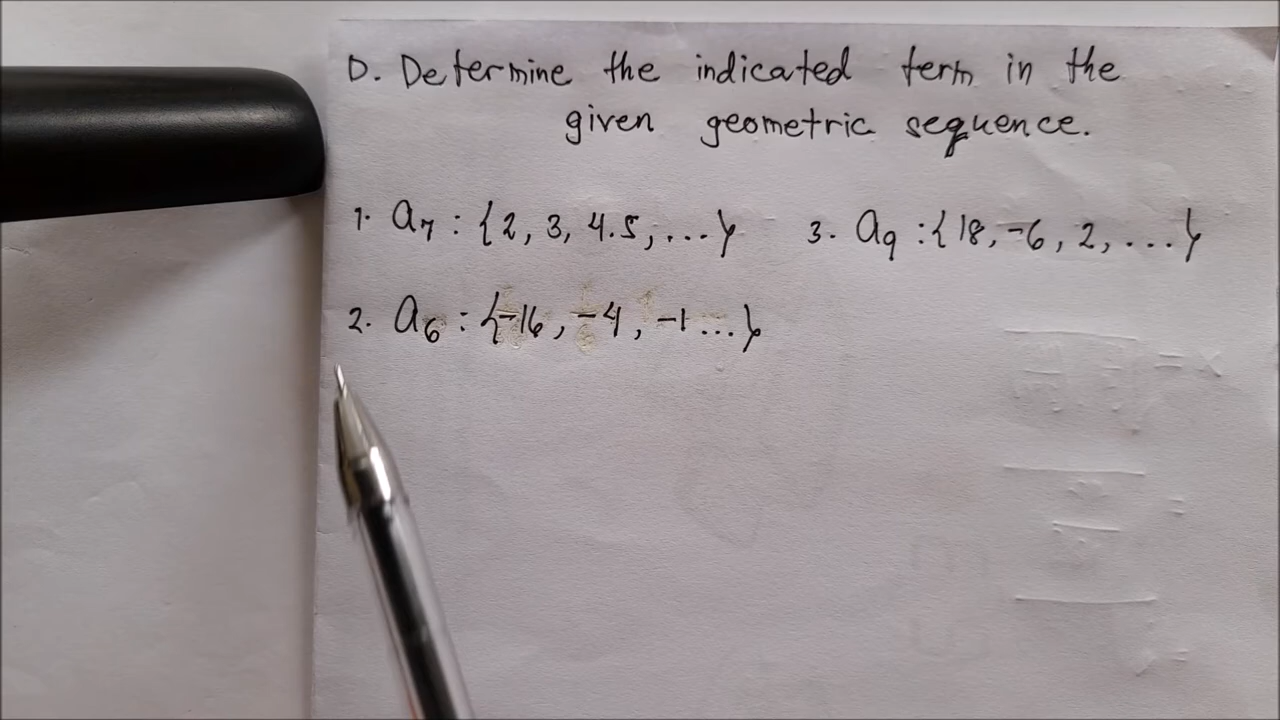 D. Determine the indicated term in the
given geometric sequence.
1. a₇ : {2, 3, 4.5, ...}
3. a₉ : {18, -6, 2, ...}
2. a₆ : {-16, -4, -1 ...}